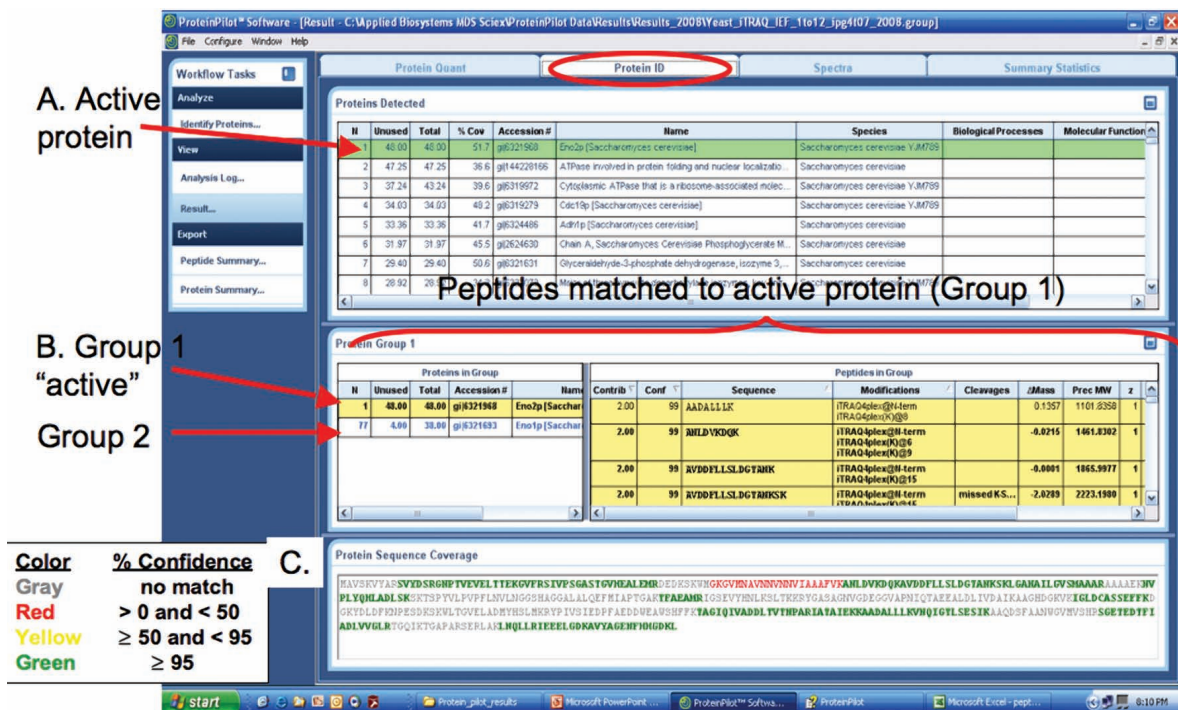 ProteinPilot™ Software - [Result - C:\Applied Biosystems MDS Sciex\ProteinPilot Data\Results\Results_2008\Yeast_iTRAQ_IEF_1to12_ipg4t07_2008.group]
File Configure Window Help
Workflow Tasks
Analyze
Identify Proteins...
View
Analysis Log...
Result...
Export
Peptide Summary...
Protein Summary...
A. Active
protein
B. Group 1
“active”
Group 2
Protein Quant Protein ID Spectra Summary Statistics
Proteins Detected
N Unused Total % Cov Accession # Name Species Biological Processes Molecular Function
1 48.00 48.00 51.7 gi|6321968 Eno2p [Saccharomyces cerevisiae] Saccharomyces cerevisiae YJM789
2 47.25 47.25 36.6 gi|144228166 ATPase involved in protein folding and nuclear localizatio... Saccharomyces cerevisiae
3 37.24 43.24 39.6 gi|6319972 Cytoplasmic ATPase that is a ribosome-associated molec... Saccharomyces cerevisiae YJM789
4 34.03 34.03 48.2 gi|6319279 Cdc19p [Saccharomyces cerevisiae] Saccharomyces cerevisiae YJM789
5 33.36 33.36 41.7 gi|6324486 Adh1p [Saccharomyces cerevisiae] Saccharomyces cerevisiae
6 31.97 31.97 45.5 gi|2624630 Chain A, Saccharomyces Cerevisiae Phosphoglycerate M... Saccharomyces cerevisiae
7 29.40 29.40 50.6 gi|6321631 Glyceraldehyde-3-phosphate dehydrogenase, isozyme 3,... Saccharomyces cerevisiae
8 28.92
Peptides matched to active protein (Group 1)
Protein Group 1
Proteins in Group
N Unused Total Accession # Name
1 48.00 48.00 gi|6321968 Eno2p [Sacchar
77 4.00 38.00 gi|6321693 Eno1p [Sacchar
Peptides in Group
Contrib Conf Sequence Modifications Cleavages ΔMass Prec MW z
2.00 99 AADALLLK iTRAQ4plex@N-term 0.1357 1101.8358 1
iTRAQ4plex(K)@8
2.00 99 ANLDVKDQK iTRAQ4plex@N-term -0.0215 1461.8302 1
iTRAQ4plex(K)@6
iTRAQ4plex(K)@9
2.00 99 AVDDFLLSLDGTANK iTRAQ4plex@N-term -0.0001 1865.9977 1
iTRAQ4plex(K)@15
2.00 99 AVDDFLLSLDGTANKSK iTRAQ4plex@N-term missed K-S... -2.0289 2223.1980 1
iTRAQ4plex(K)@15
C.
Protein Sequence Coverage
MAVSKVYARSVYDSRGNPTVEVELTTEKGVFRSIVPSGASTGVHEALEMRDEDKSKWMGKGVMNAVNNVNNVIAAAFVKANLDVKDQKAVDDFLLSLDGTANKSKLGANAILGVSMAAARAAAAEKNV
PLYQHLADLSKSKTSPYVLPVPFLNVLNGGSHAGGALALQEFMIAPTGAKTFAEAMRIGSEVYHNLKSLTKKRYGASAGNVGDEGGVAPNIQTAEEALDLIVDAIKAAGHDGKVKIGLDCASSEFFKD
GKYDLDFKNPESDKSKWLTGVELADMYHSLMKRYPIVSIEDPFAEDDWEAWSHFFKTAGIQIVADDLTVTNPARIATAIEKKAADALLLKVNQIGTLSESIKAAQDSFAANWGVMVSHPSGETEDTFI
ADLVVGLRTGQIKTGAPARSERLAKLNQLLRIEEELGDKAVYAGENFHHGDKL
Color % Confidence
Gray no match
Red > 0 and < 50
Yellow ≥ 50 and < 95
Green ≥ 95
start Protein_pilot_results Microsoft PowerPoint ... ProteinPilot™ Softwa... ProteinPilot Microsoft Excel - pept... 8:10 PM